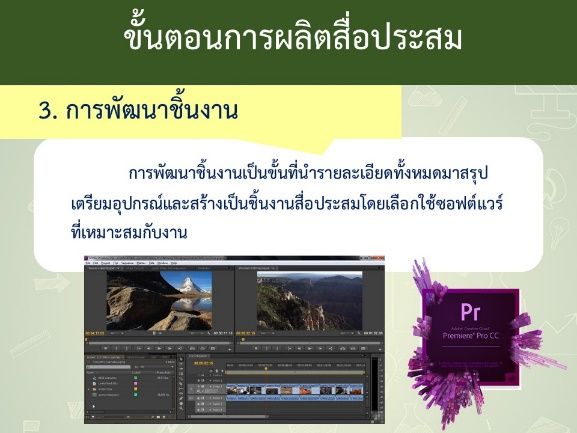 ขั้นตอนการผลิตสื่อประสม
3. การพัฒนาชิ้นงาน
การพัฒนาชิ้นงานเป็นขั้นที่นำรายละเอียดทั้งหมดมาสรุป
เตรียมอุปกรณ์และสร้างเป็นชิ้นงานสื่อประสมโดยเลือกใช้ซอฟต์แวร์
ที่เหมาะสมกับงาน
Pr
Adobe Creative Cloud
Premiere® Pro CC